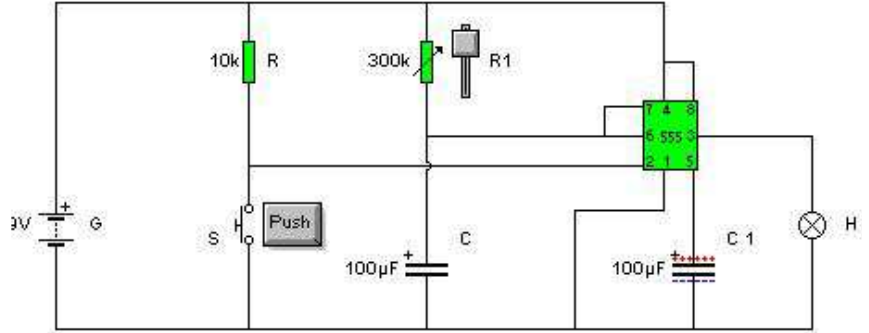 10k R 300k R1
7 4 8
6 555 3
2 1 5
9V + G S Push + C + C 1 H
100µF 100µF